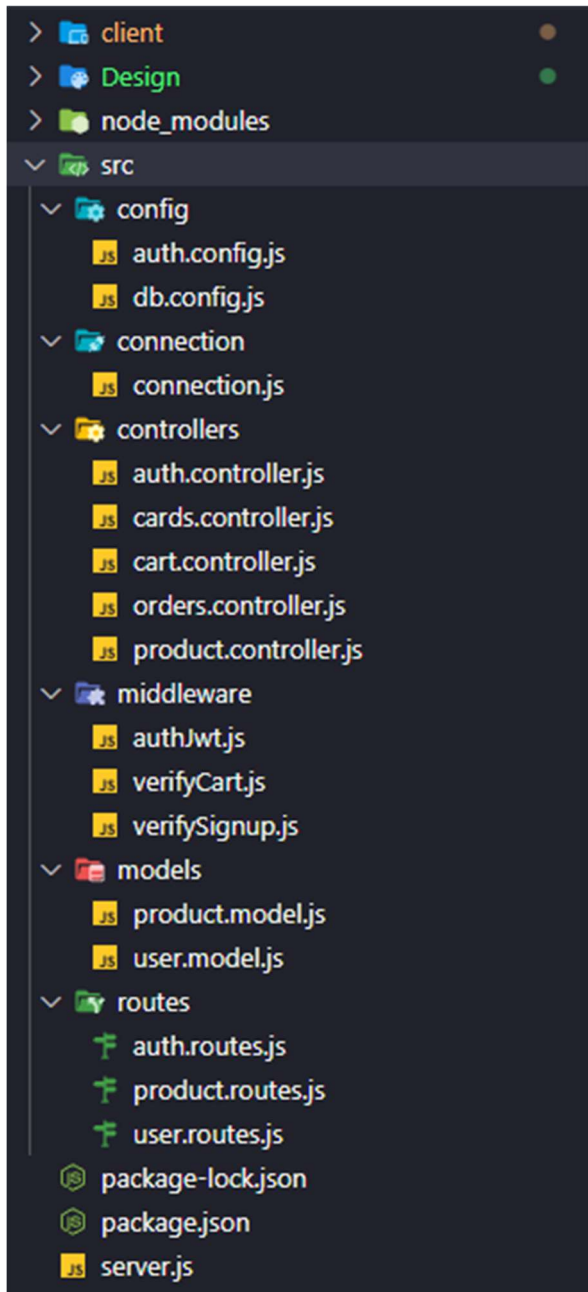 client
Design
node_modules
src
config
auth.config.js
db.config.js
connection
connection.js
controllers
auth.controller.js
cards.controller.js
cart.controller.js
orders.controller.js
product.controller.js
middleware
authJwt.js
verifyCart.js
verifySignup.js
models
product.model.js
user.model.js
routes
auth.routes.js
product.routes.js
user.routes.js
package-lock.json
package.json
server.js